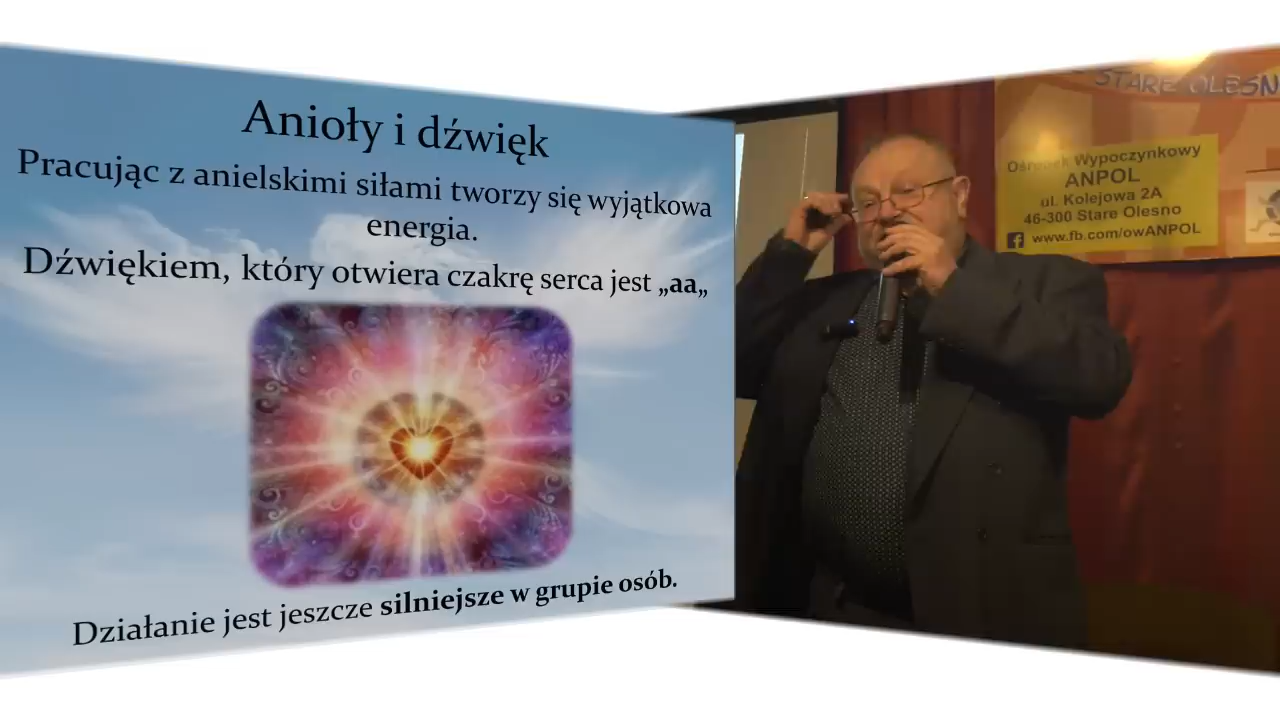 Anioły i dźwięk
Pracując z anielskimi siłami tworzy się wyjątkowa
energia.
Dźwiękiem, który otwiera czakrę serca jest „aa„
Działanie jest jeszcze silniejsze w grupie osób.
STARE OLESN
Ośrodek Wypoczynkowy
ANPOL
ul. Kolejowa 2A
46-300 Stare Olesno
www.fb.com/owANPOL